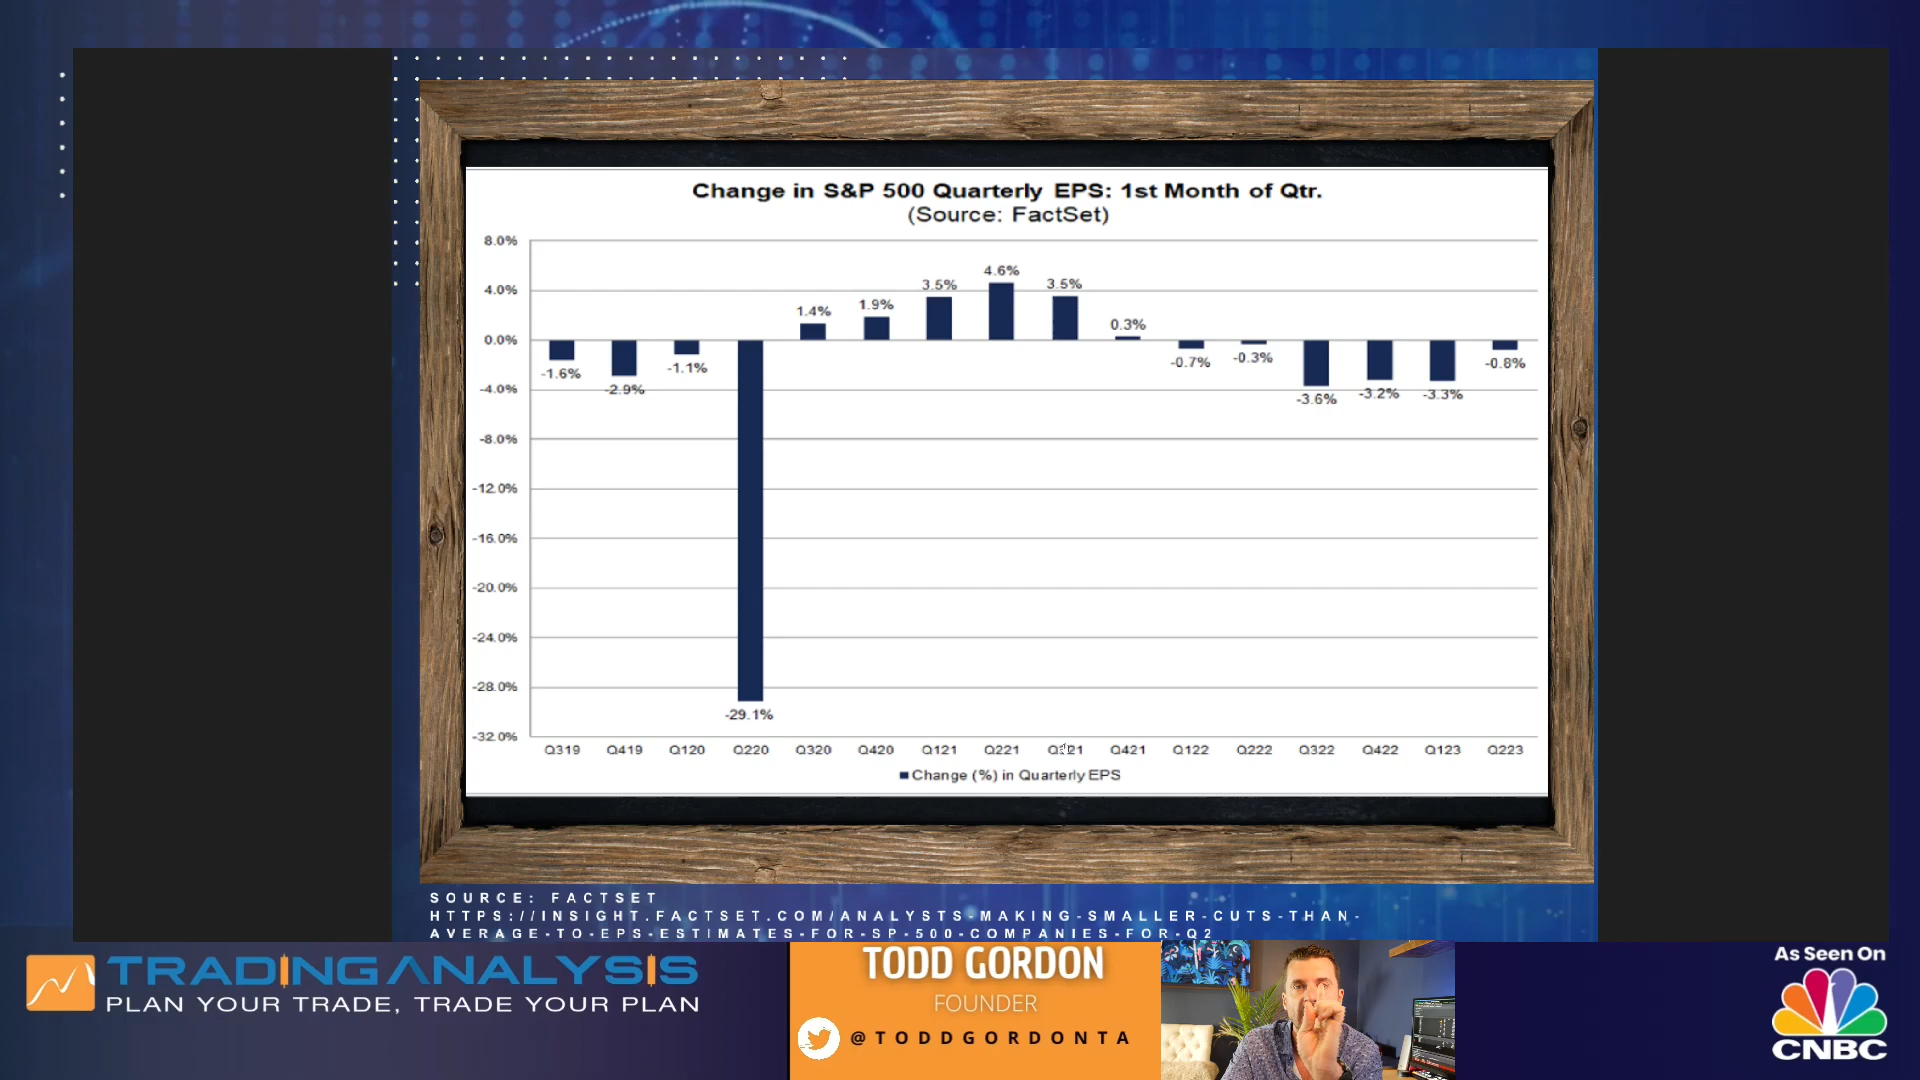 Change in S&P 500 Quarterly EPS: 1st Month of Qtr.
(Source: FactSet)
8.0%
4.0%
0.0%
-4.0%
-8.0%
-12.0%
-16.0%
-20.0%
-24.0%
-28.0%
-32.0%
-1.6%
-2.9%
-1.1%
-29.1%
1.4%
1.9%
3.5%
4.6%
3.5%
0.3%
-0.7%
-0.3%
-3.6%
-3.2%
-3.3%
-0.8%
Q319 Q419 Q120 Q220 Q320 Q420 Q121 Q221 Q321 Q421 Q122 Q222 Q322 Q422 Q123 Q223
Change (%) in Quarterly EPS
SOURCE: FACTSET
HTTPS://INSIGHT.FACTSET.COM/ANALYSTS-MAKING-SMALLER-CUTS-THAN-
AVERAGE-TO-EPS-ESTIMATES-FOR-SP-500-COMPANIES-FOR-Q2
TRADINGANALYSIS
PLAN YOUR TRADE, TRADE YOUR PLAN
TODD GORDON
FOUNDER
@TODDGORDONTA
As Seen On
CNBC